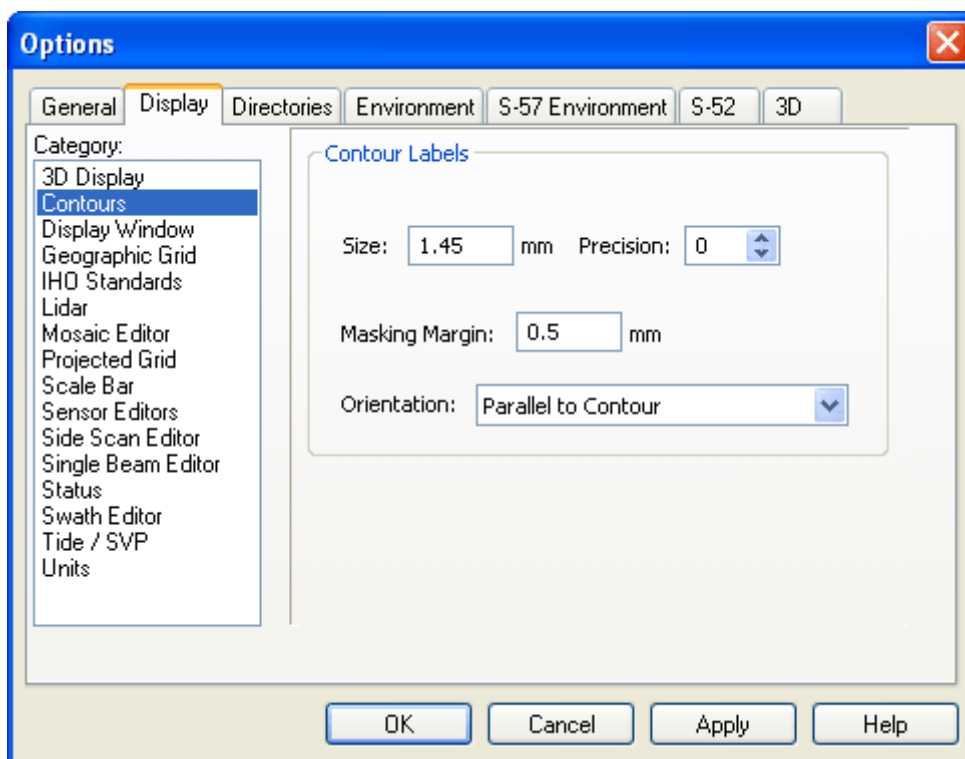 Options
General Display Directories Environment S-57 Environment S-52 3D
Category:
3D Display
Contours
Display Window
Geographic Grid
IHO Standards
Lidar
Mosaic Editor
Projected Grid
Scale Bar
Sensor Editors
Side Scan Editor
Single Beam Editor
Status
Swath Editor
Tide / SVP
Units
Contour Labels
Size: 1.45 mm Precision: 0
Masking Margin: 0.5 mm
Orientation: Parallel to Contour
OK Cancel Apply Help